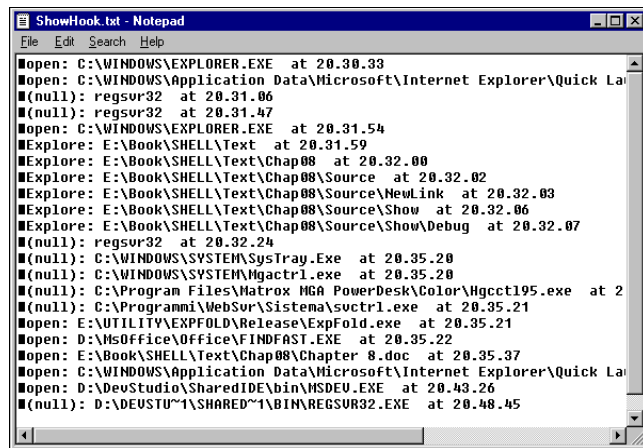 ShowHook.txt - Notepad
File Edit Search Help
■open: C:\WINDOWS\EXPLORER.EXE at 20.30.33
■open: C:\WINDOWS\Application Data\Microsoft\Internet Explorer\Quick Lau
■(null): regsvr32 at 20.31.06
■(null): regsvr32 at 20.31.47
■open: C:\WINDOWS\EXPLORER.EXE at 20.31.54
■Explore: E:\Book\SHELL\Text at 20.31.59
■Explore: E:\Book\SHELL\Text\Chap08 at 20.32.00
■Explore: E:\Book\SHELL\Text\Chap08\Source at 20.32.02
■Explore: E:\Book\SHELL\Text\Chap08\Source\NewLink at 20.32.03
■Explore: E:\Book\SHELL\Text\Chap08\Source\Show at 20.32.06
■Explore: E:\Book\SHELL\Text\Chap08\Source\Show\Debug at 20.32.07
■(null): regsvr32 at 20.32.24
■(null): C:\WINDOWS\SYSTEM\SysTray.Exe at 20.35.20
■(null): C:\WINDOWS\SYSTEM\Mgactrl.exe at 20.35.20
■(null): C:\Program Files\Matrox MGA PowerDesk\Color\Hgcctl95.exe at 2
■(null): C:\Programmi\WebSvr\Sistema\svctrl.exe at 20.35.21
■open: E:\UTILITY\EXPFOLD\Release\ExpFold.exe at 20.35.21
■open: D:\MsOffice\Office\FINDFAST.EXE at 20.35.22
■open: E:\Book\SHELL\Text\Chap08\Chapter 8.doc at 20.35.37
■open: C:\WINDOWS\Application Data\Microsoft\Internet Explorer\Quick Lau
■open: D:\DevStudio\SharedIDE\bin\MSDEV.EXE at 20.43.26
■(null): D:\DEVSTU~1\SHARED~1\BIN\REGSVR32.EXE at 20.48.45